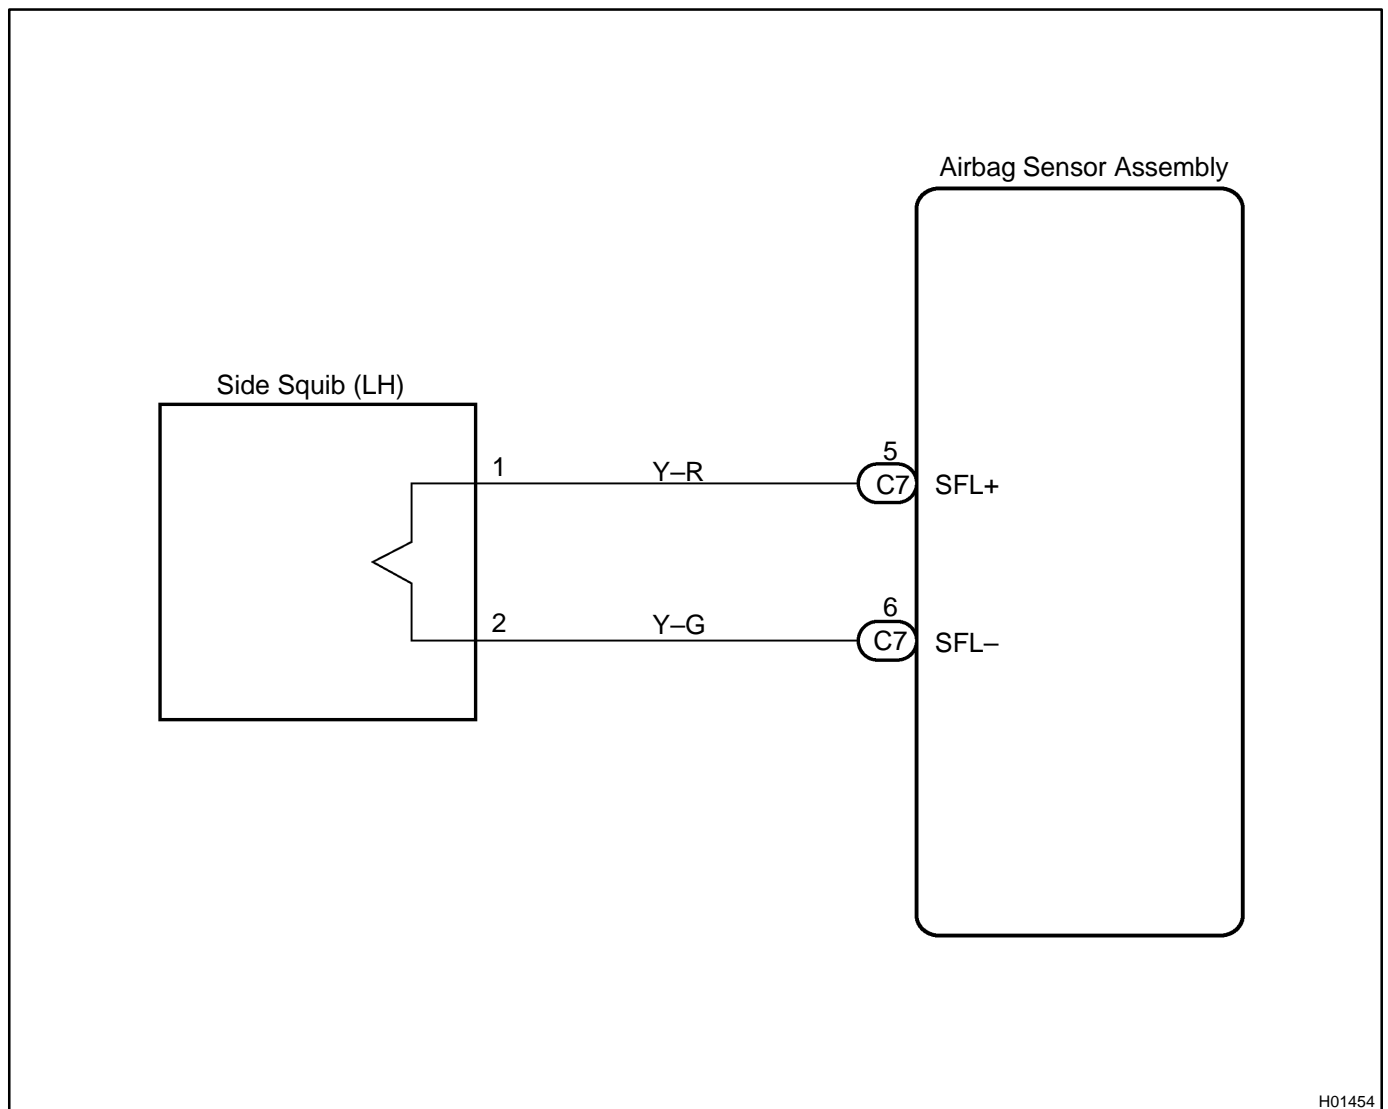 Airbag Sensor Assembly
Side Squib (LH)
1 Y–R 5
C7 SFL+
2 Y–G 6
C7 SFL–
H01454